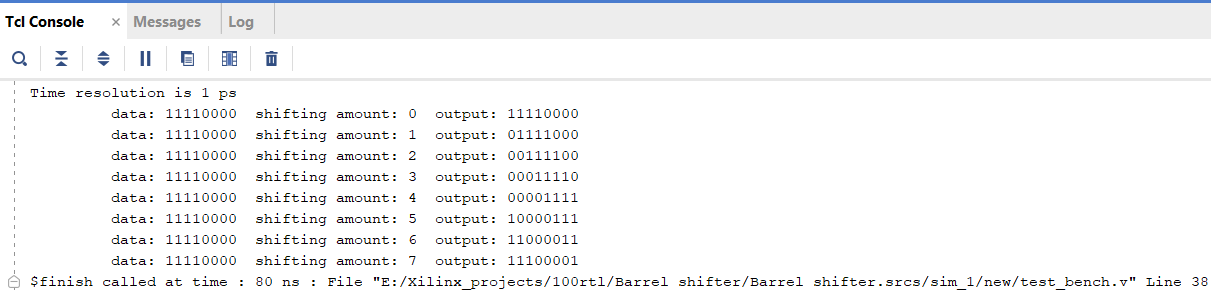 Tcl Console × Messages Log
Time resolution is 1 ps
data: 11110000 shifting amount: 0 output: 11110000
data: 11110000 shifting amount: 1 output: 01111000
data: 11110000 shifting amount: 2 output: 00111100
data: 11110000 shifting amount: 3 output: 00011110
data: 11110000 shifting amount: 4 output: 00001111
data: 11110000 shifting amount: 5 output: 10000111
data: 11110000 shifting amount: 6 output: 11000011
data: 11110000 shifting amount: 7 output: 11100001
$finish called at time : 80 ns : File "E:/Xilinx_projects/100rtl/Barrel shifter/Barrel shifter.srcs/sim_1/new/test_bench.v" Line 38